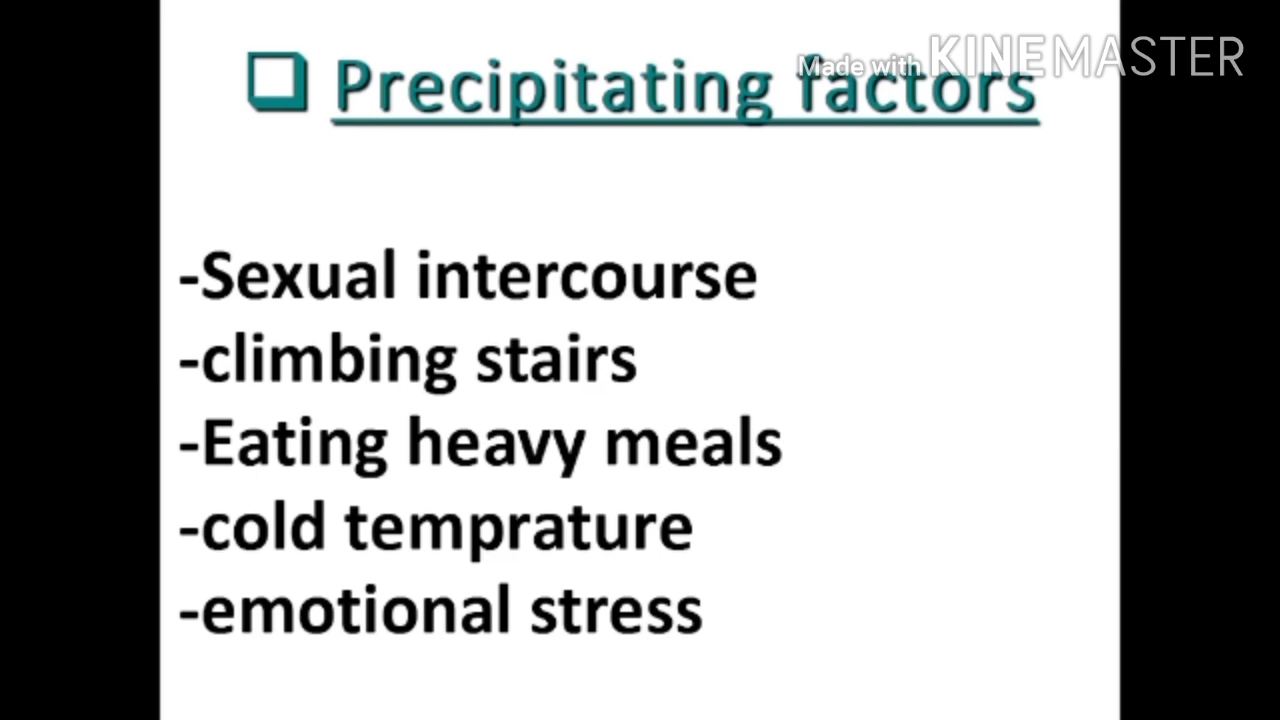 Made with KINEMASTER
❑ Precipitating factors
-Sexual intercourse
-climbing stairs
-Eating heavy meals
-cold temprature
-emotional stress